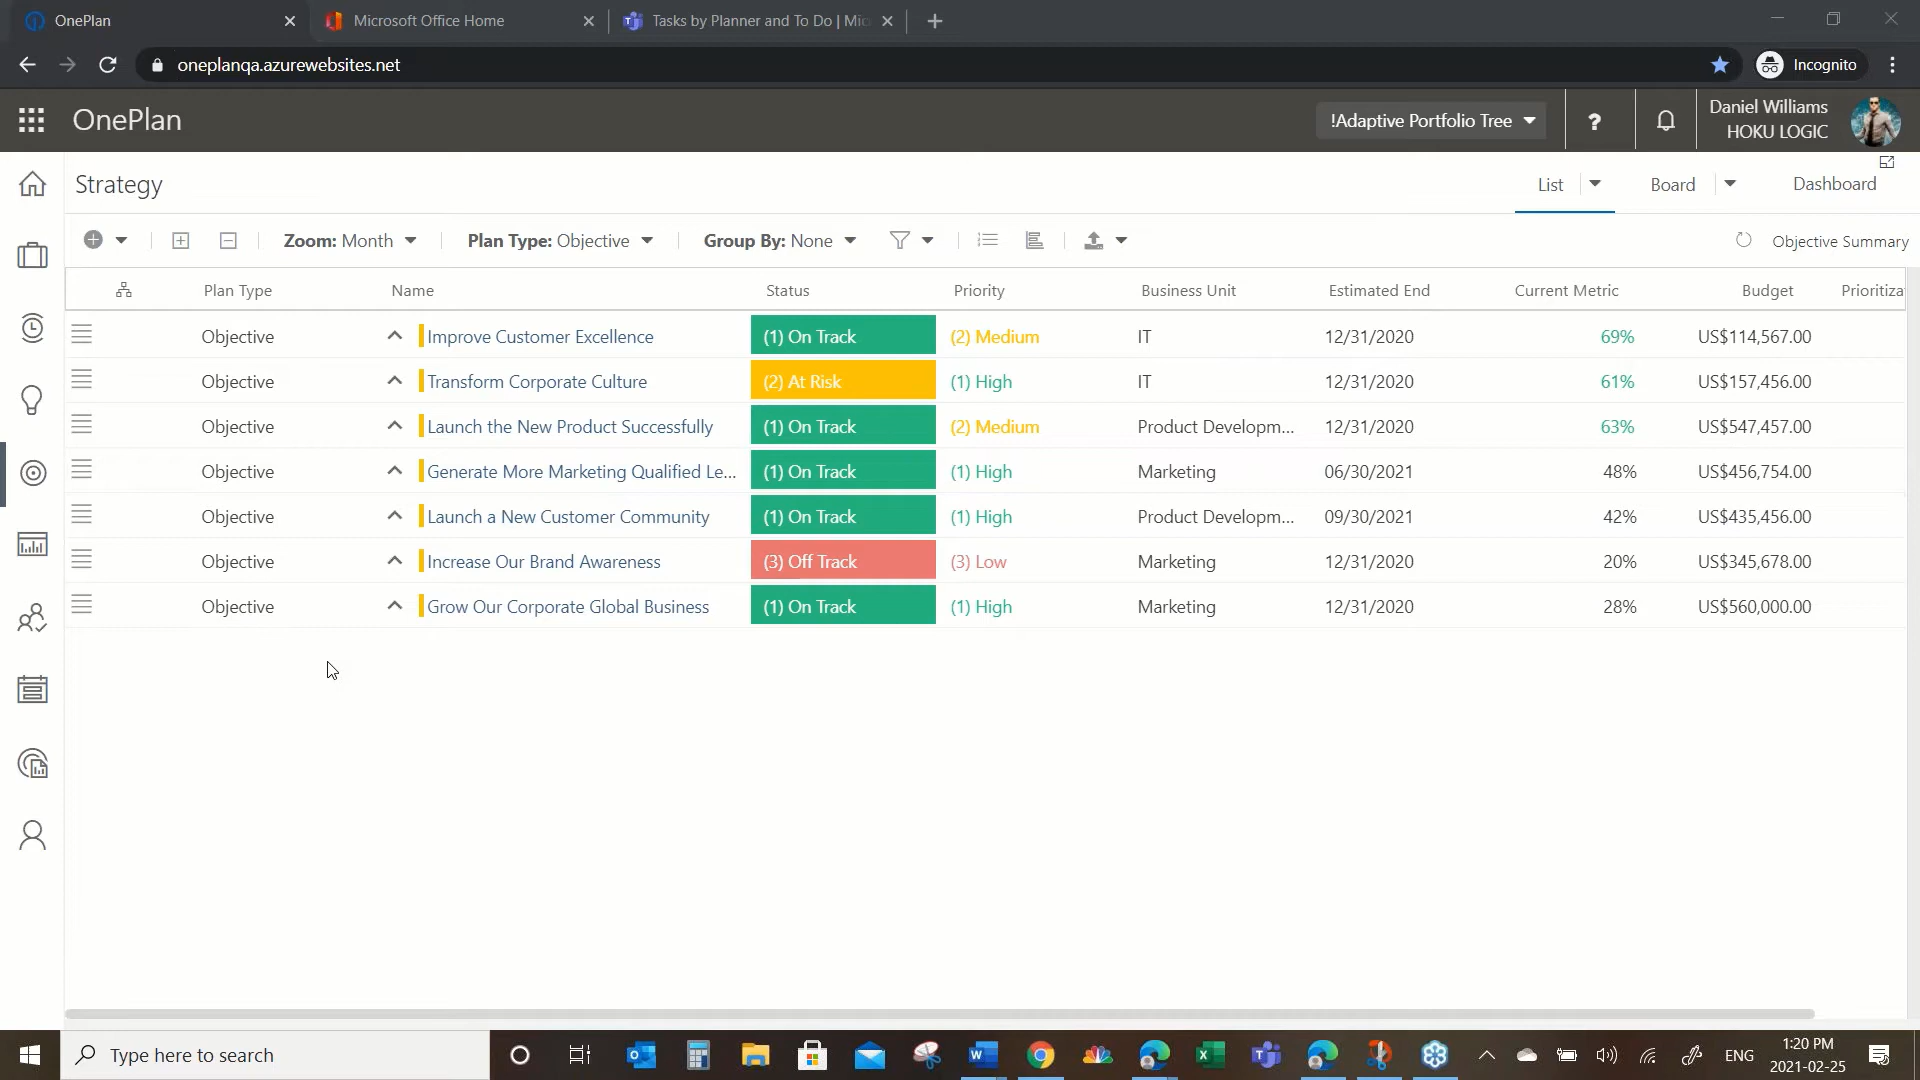 OnePlan
Microsoft Office Home
Tasks by Planner and To Do | Mic
oneplanqa.azurewebsites.net
Incognito
OnePlan
!Adaptive Portfolio Tree
?
Daniel Williams
HOKU LOGIC
Strategy
List
Board
Dashboard
Zoom: Month
Plan Type: Objective
Group By: None
Objective Summary
Plan Type Name Status Priority Business Unit Estimated End Current Metric Budget Prioritiza
Objective Improve Customer Excellence (1) On Track (2) Medium IT 12/31/2020 69% US$114,567.00
Objective Transform Corporate Culture (2) At Risk (1) High IT 12/31/2020 61% US$157,456.00
Objective Launch the New Product Successfully (1) On Track (2) Medium Product Developm... 12/31/2020 63% US$547,457.00
Objective Generate More Marketing Qualified Le... (1) On Track (1) High Marketing 06/30/2021 48% US$456,754.00
Objective Launch a New Customer Community (1) On Track (1) High Product Developm... 09/30/2021 42% US$435,456.00
Objective Increase Our Brand Awareness (3) Off Track (3) Low Marketing 12/31/2020 20% US$345,678.00
Objective Grow Our Corporate Global Business (1) On Track (1) High Marketing 12/31/2020 28% US$560,000.00
Type here to search
ENG
1:20 PM
2021-02-25